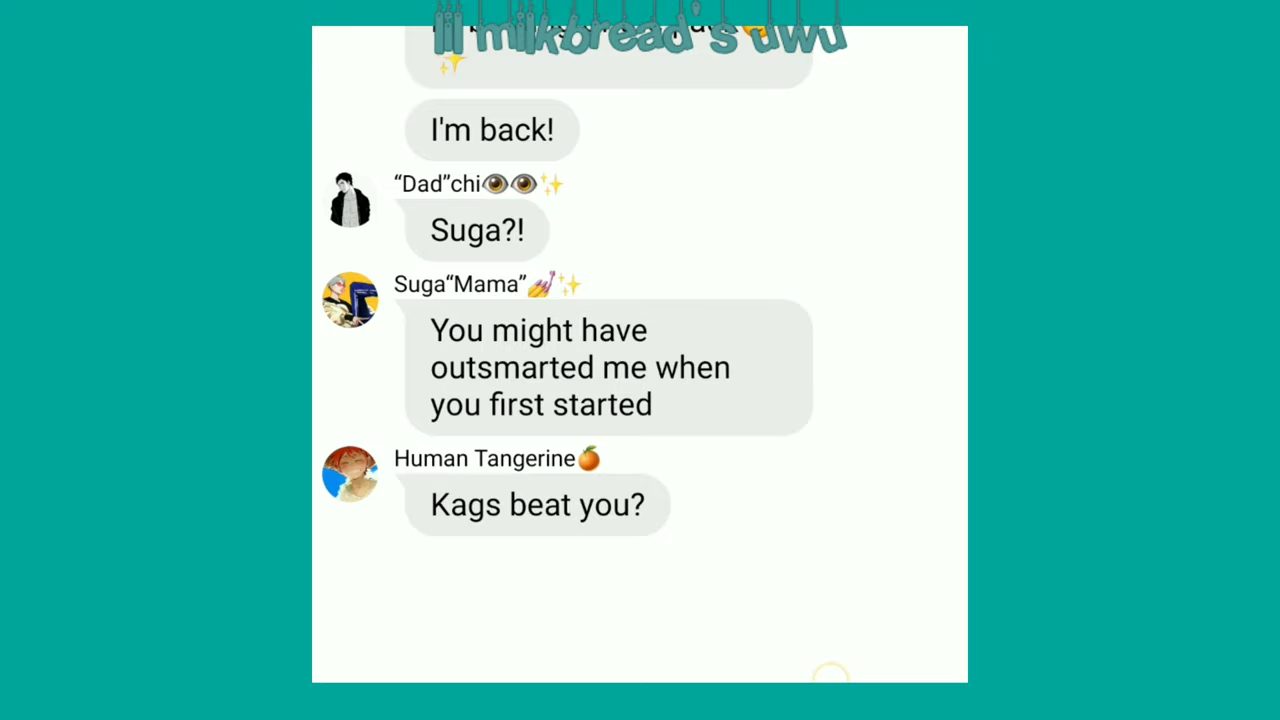 lil milkbread's uwu
✨
I'm back!
“Dad”chi👁👁✨
Suga?!
Suga“Mama”💅✨
You might have
outsmarted me when
you first started
Human Tangerine🍊
Kags beat you?